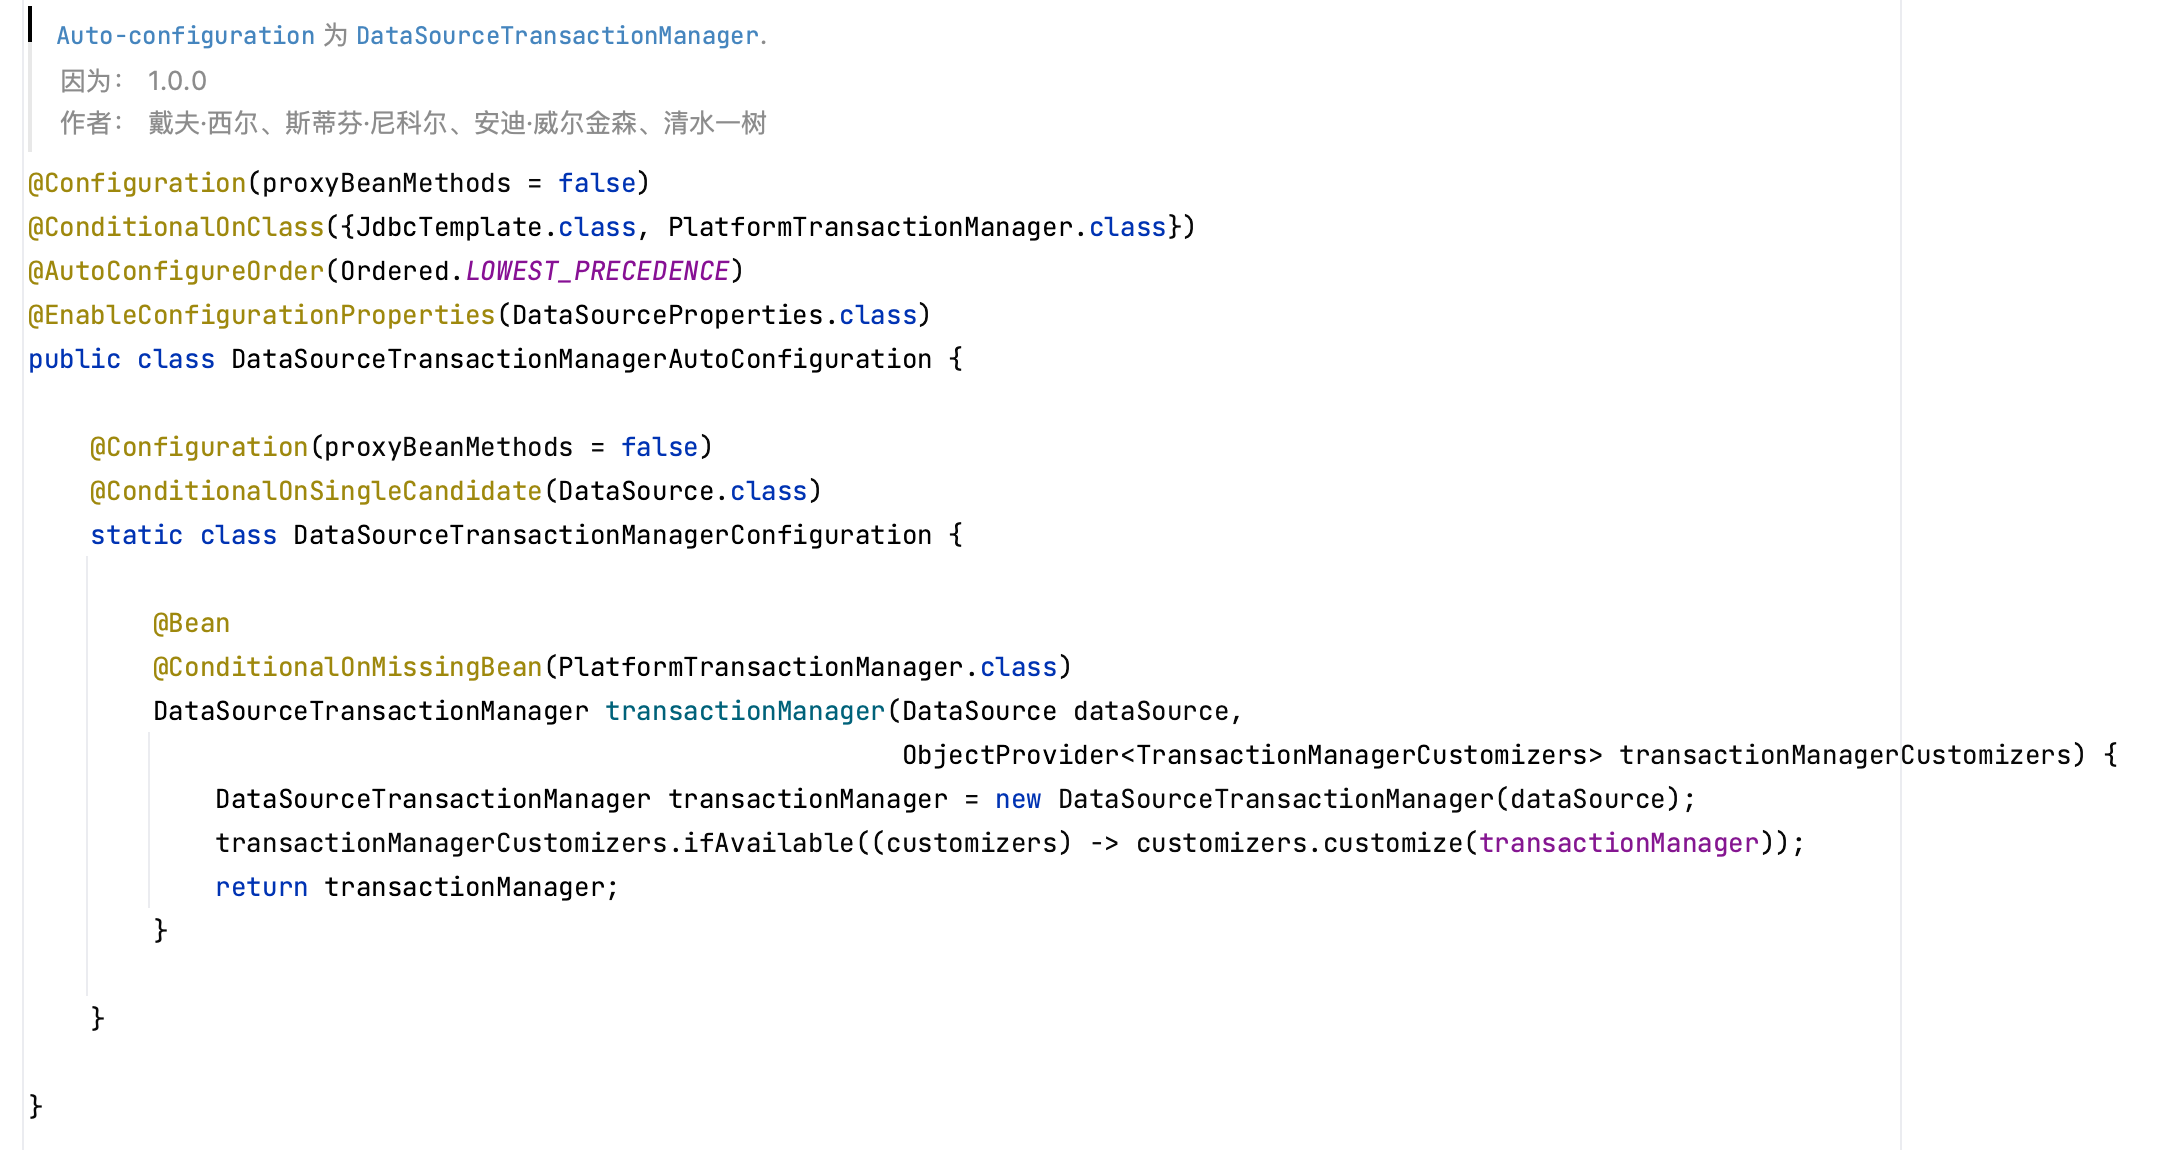 Auto-configuration 为 DataSourceTransactionManager.
因为： 1.0.0
作者： 戴夫·西尔、斯蒂芬·尼科尔、安迪·威尔金森、清水一树
@Configuration(proxyBeanMethods = false)
@ConditionalOnClass({JdbcTemplate.class, PlatformTransactionManager.class})
@AutoConfigureOrder(Ordered.LOWEST_PRECEDENCE)
@EnableConfigurationProperties(DataSourceProperties.class)
public class DataSourceTransactionManagerAutoConfiguration {
@Configuration(proxyBeanMethods = false)
@ConditionalOnSingleCandidate(DataSource.class)
static class DataSourceTransactionManagerConfiguration {
@Bean
@ConditionalOnMissingBean(PlatformTransactionManager.class)
DataSourceTransactionManager transactionManager(DataSource dataSource,
ObjectProvider<TransactionManagerCustomizers> transactionManagerCustomizers) {
DataSourceTransactionManager transactionManager = new DataSourceTransactionManager(dataSource);
transactionManagerCustomizers.ifAvailable((customizers) -> customizers.customize(transactionManager));
return transactionManager;
}
}
}